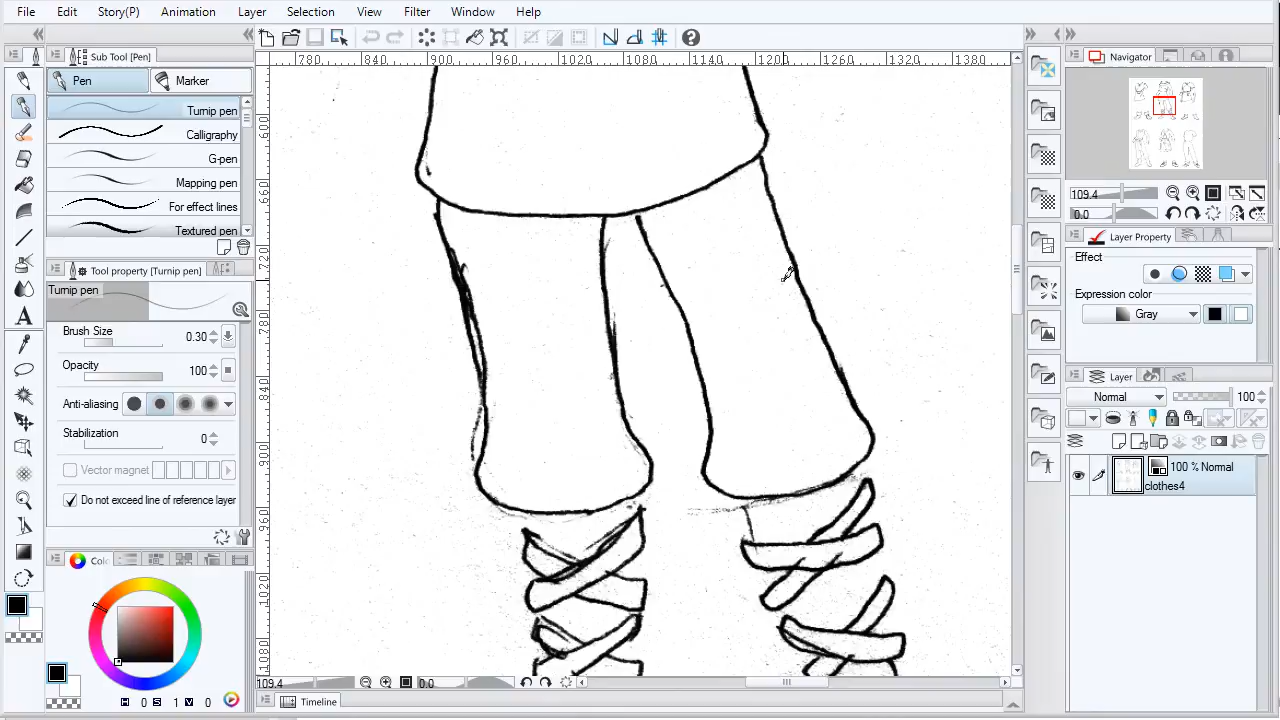 File Edit Story(P) Animation Layer Selection View Filter Window Help
Sub Tool [Pen]
Pen Marker
Turnip pen
Calligraphy
G-pen
Mapping pen
For effect lines
Textured pen
Tool property [Turnip pen]
Turnip pen
Brush Size 0.30
Opacity 100
Anti-aliasing
Stabilization 0
Vector magnet
Do not exceed line of reference layer
Colo
H 0 S 1 V 0
780 900 960 1020 1080 1140 1200 1260 1320 1380
600
660
720
780
840
900
960
1020
1080
109.4 0.0
Timeline
Navigator
109.4
0.0
Layer Property
Effect
Expression color
Gray
Layer
Normal 100
100 % Normal
clothes4